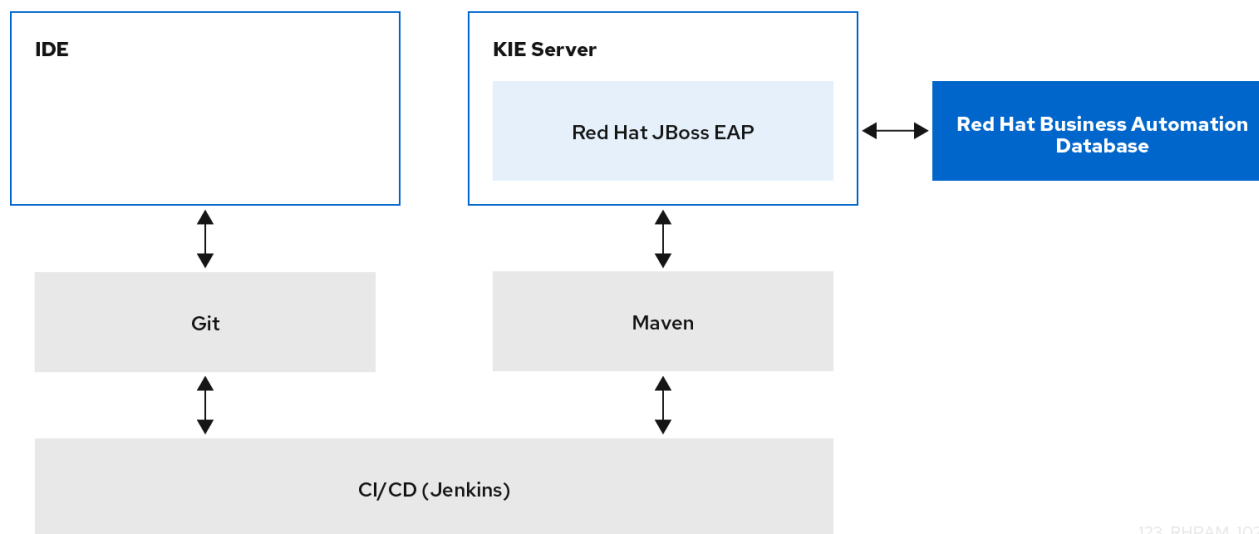 IDE
KIE Server
Red Hat JBoss EAP
Red Hat Business Automation
Database
Git
Maven
CI/CD (Jenkins)